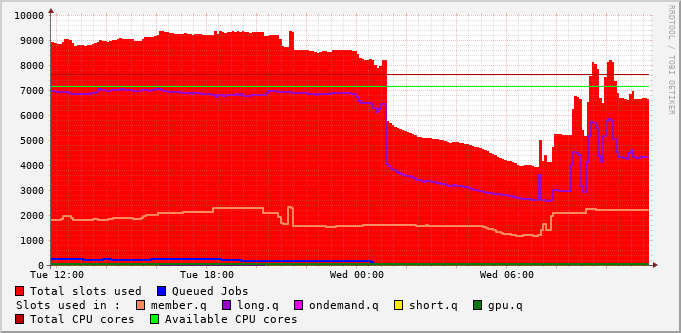 RRDTOOL / TOBI OETIKER
10000
9000
8000
7000
6000
5000
4000
3000
2000
1000
0
Tue 12:00 Tue 18:00 Wed 00:00 Wed 06:00
Total slots used Queued Jobs
Slots used in : member.q long.q ondemand.q short.q gpu.q
Total CPU cores Available CPU cores